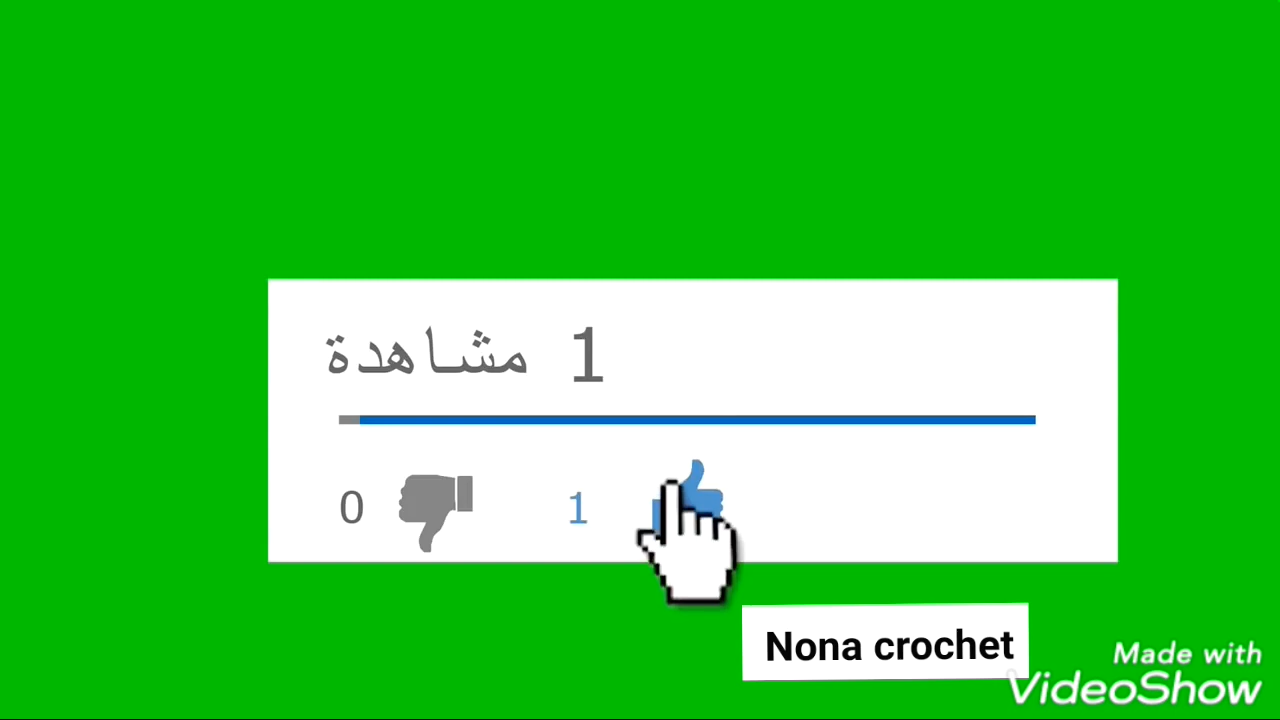 1 مشاهدة
0 1
Nona crochet
Made with
VideoShow